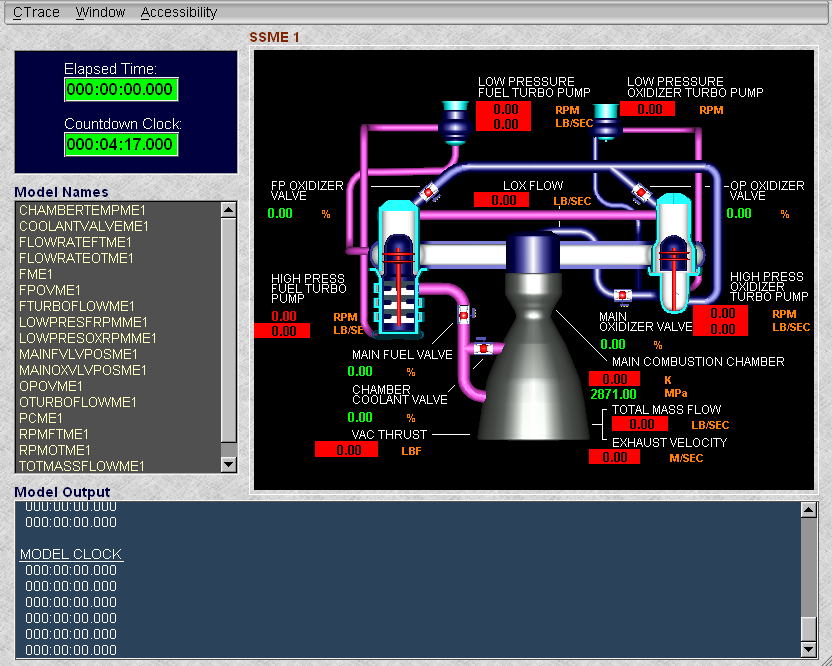 CTrace Window Accessibility
SSME 1
Elapsed Time:
000:00:00.000
Countdown Clock:
000:04:17.000
Model Names
CHAMBERTEMPME1
COOLANTVALVEME1
FLOWRATEFTME1
FLOWRATEOTME1
FME1
FPOVME1
FTURBOFLOWME1
LOWPRESFRPMME1
LOWPRESOXRPMME1
MAINFVLVPOSME1
MAINOXVLVPOSME1
OPOVME1
OTURBOFLOWME1
PCME1
RPMFTME1
RPMOTME1
TOTMASSFLOWME1
LOW PRESSURE
FUEL TURBO PUMP
0.00 RPM
0.00 LB/SEC
LOW PRESSURE
OXIDIZER TURBO PUMP
0.00 RPM
FP OXIDIZER
VALVE
0.00 %
LOX FLOW
0.00 LB/SEC
OP OXIDIZER
VALVE
0.00 %
HIGH PRESS
FUEL TURBO
PUMP
0.00 RPM
0.00 LB/SE
HIGH PRESS
OXIDIZER
TURBO PUMP
0.00 RPM
0.00 LB/SEC
MAIN
OXIDIZER VALVE
0.00 %
MAIN FUEL VALVE
0.00 %
CHAMBER
COOLANT VALVE
0.00 %
MAIN COMBUSTION CHAMBER
0.00 K
2871.00 MPa
VAC THRUST
0.00 LBF
TOTAL MASS FLOW
0.00 LB/SEC
EXHAUST VELOCITY
0.00 M/SEC
Model Output
000:00:00.000
000:00:00.000
MODEL CLOCK
000:00:00.000
000:00:00.000
000:00:00.000
000:00:00.000
000:00:00.000
000:00:00.000